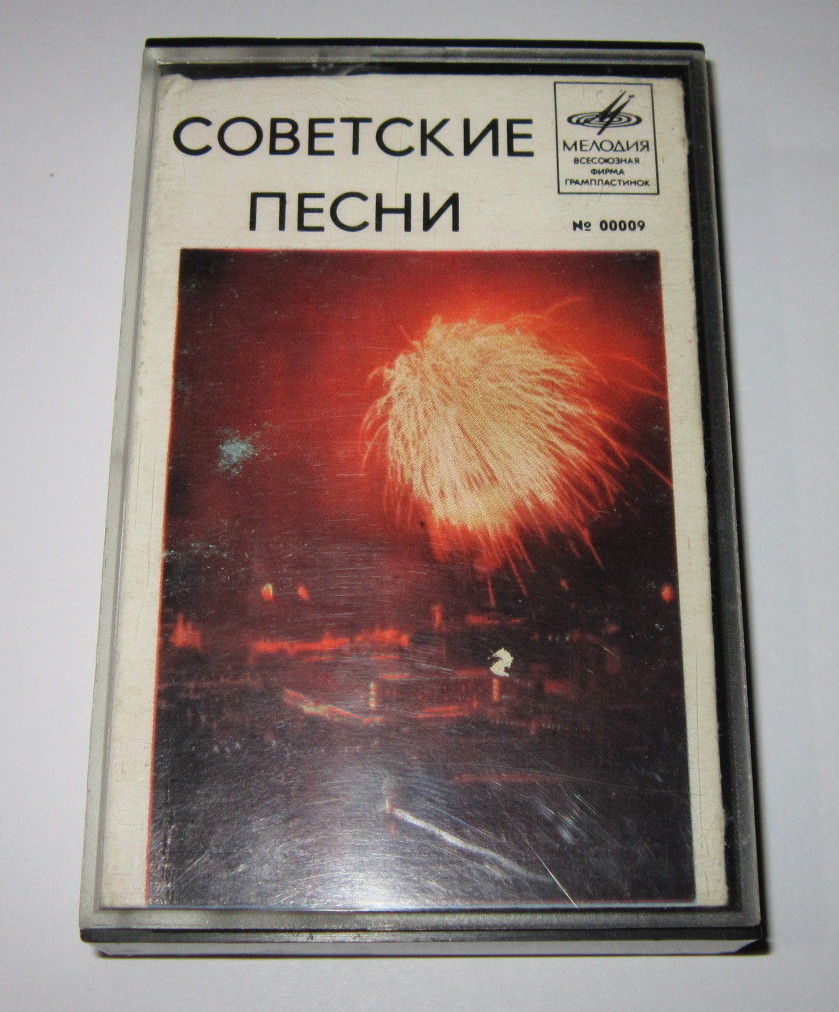 СОВЕТСКИЕ
ПЕСНИ
МЕЛОДИЯ
ВСЕСОЮЗНАЯ
ФИРМА
ГРАМПЛАСТИНОК
№ 00009